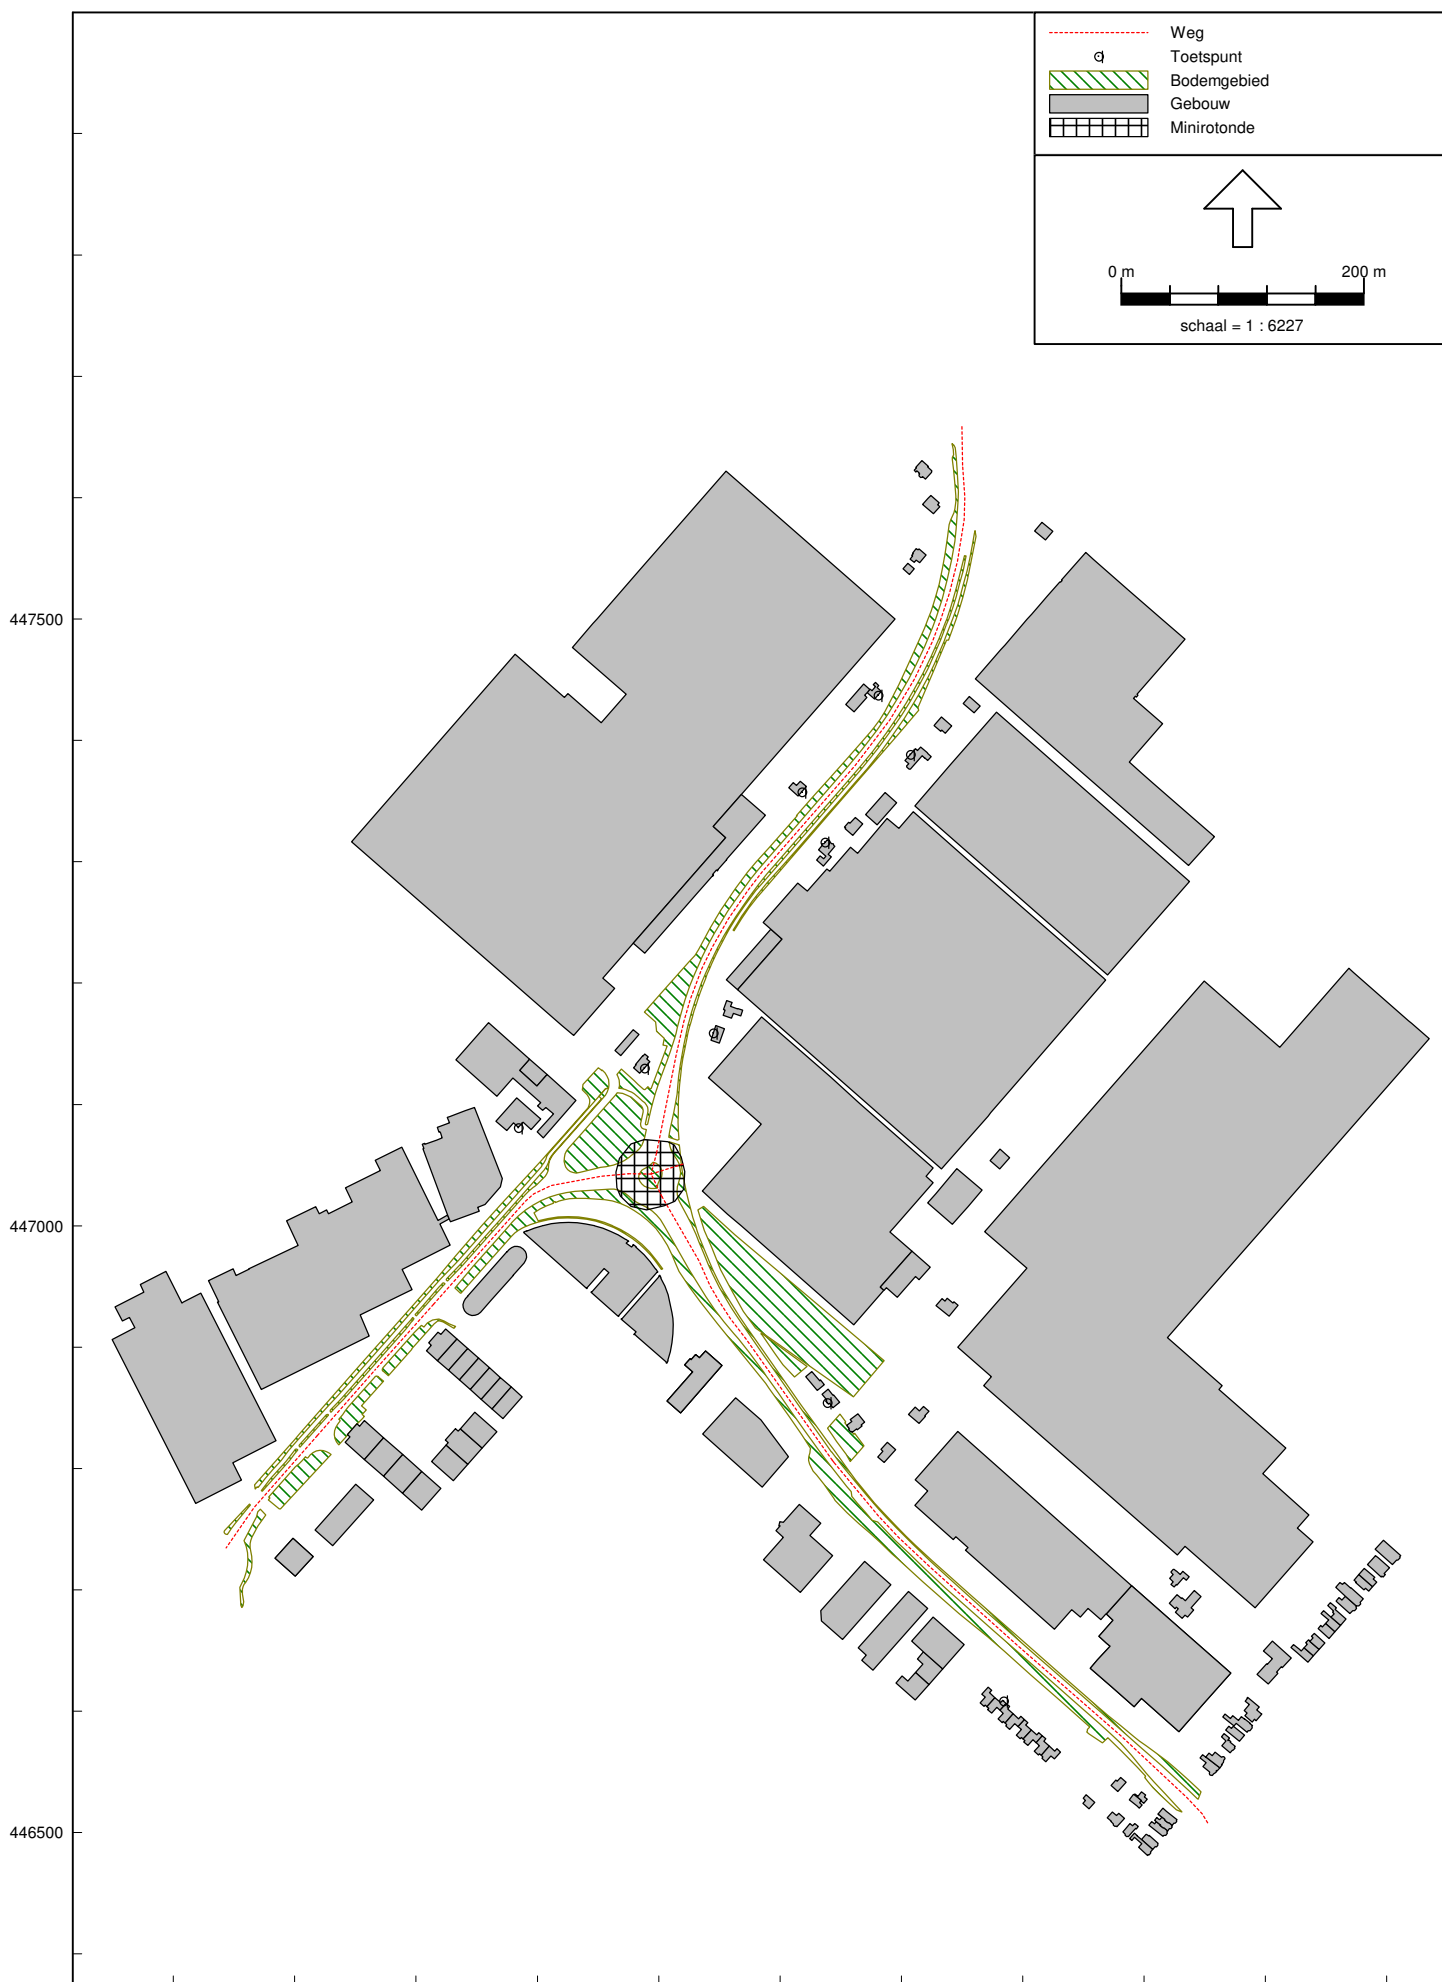 Weg
Toetspunt
Bodemgebied
Gebouw
Minirotonde
0 m 200 m
schaal = 1 : 6227
447500
447000
446500